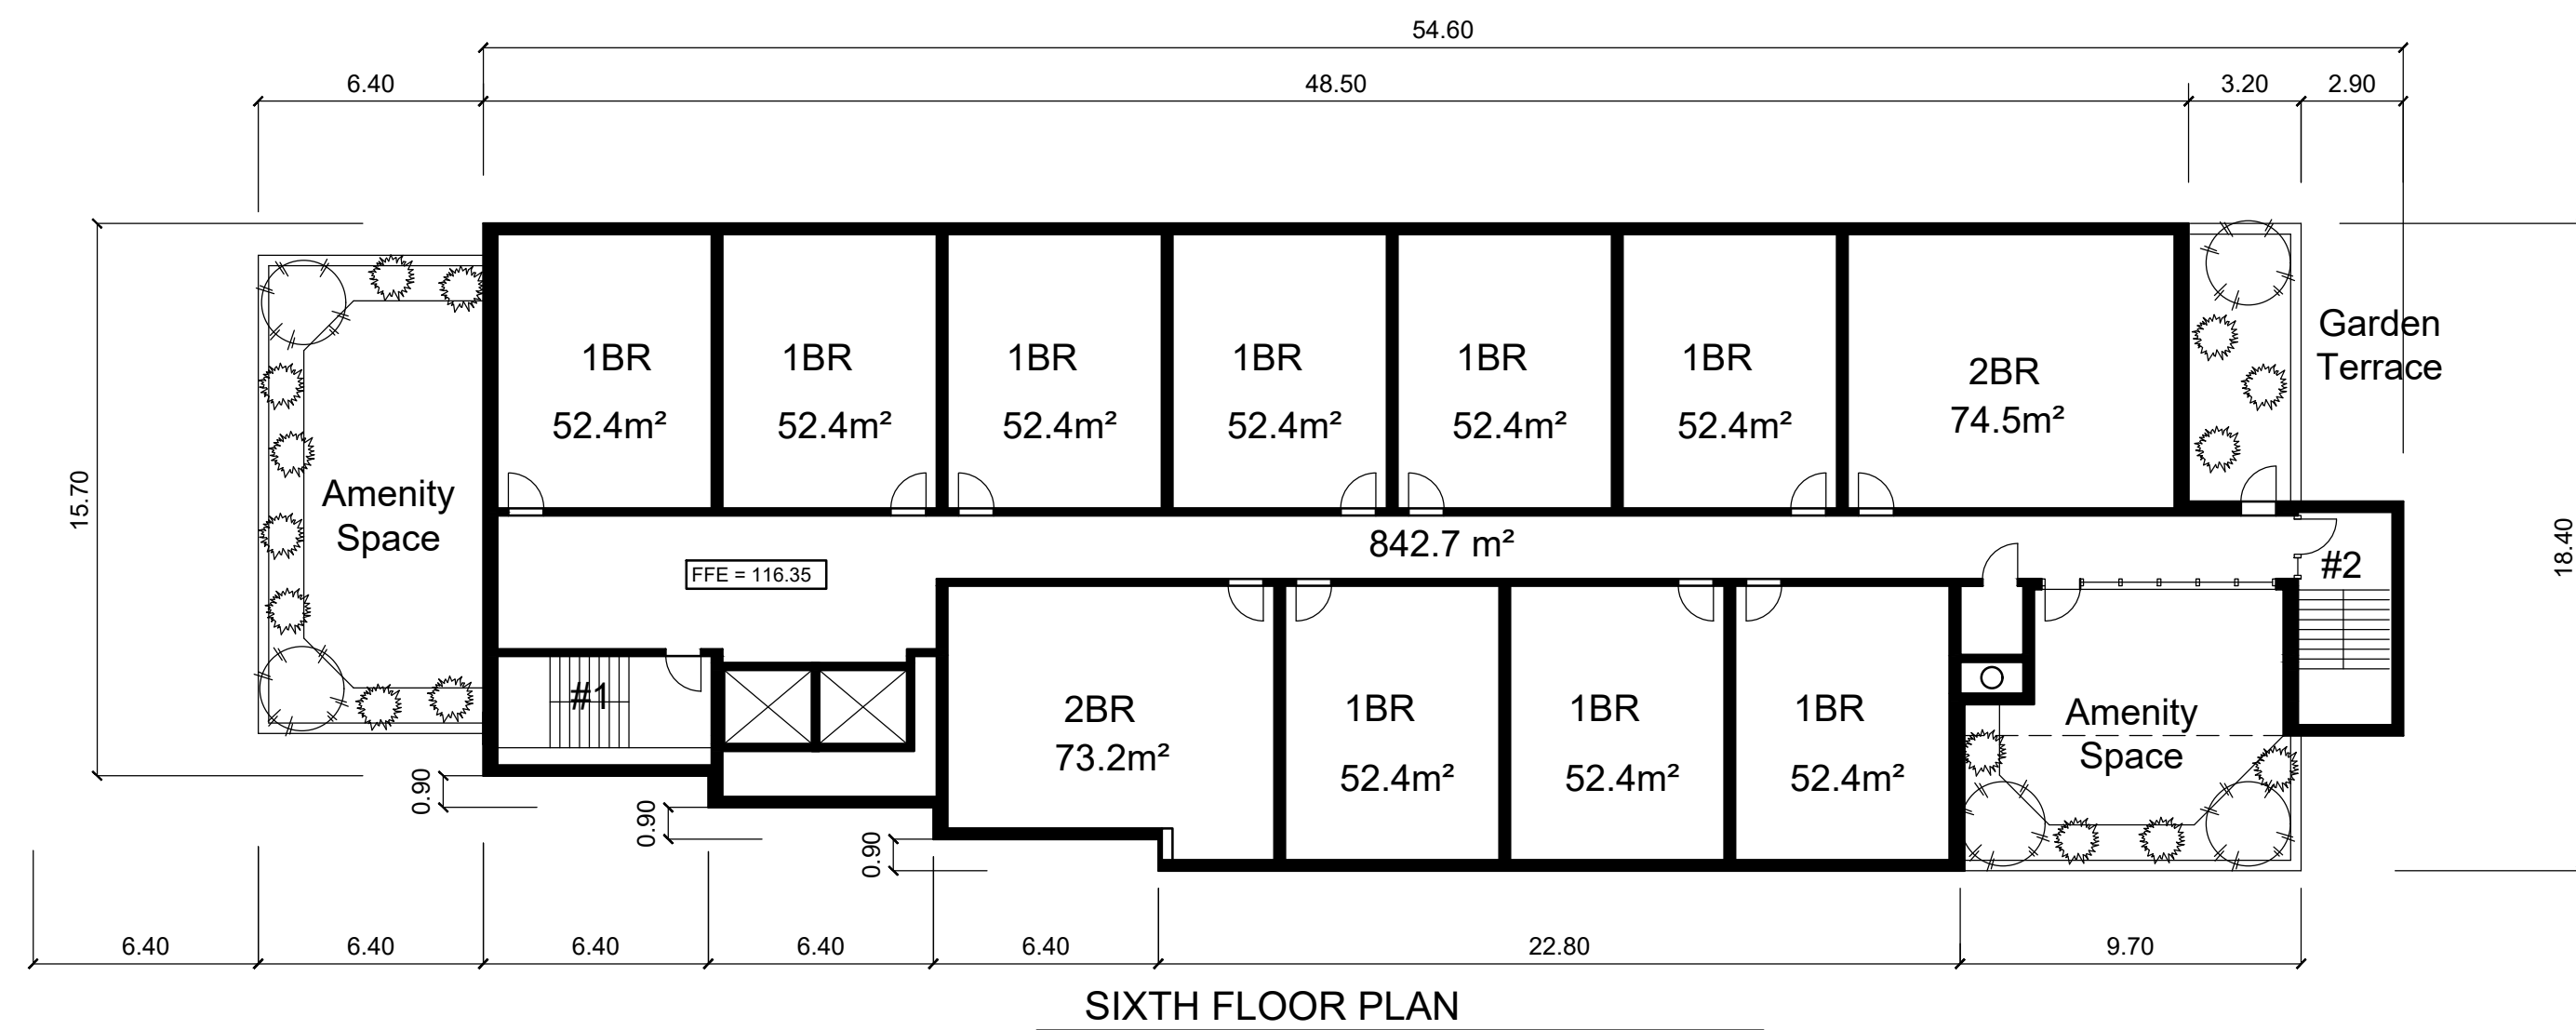 54.60
6.40
48.50
3.20
2.90
15.70
18.40
Garden
Terrace
1BR
52.4m²
1BR
52.4m²
1BR
52.4m²
1BR
52.4m²
1BR
52.4m²
1BR
52.4m²
2BR
74.5m²
Amenity
Space
842.7 m²
FFE = 116.35
#2
#1
2BR
73.2m²
1BR
52.4m²
1BR
52.4m²
1BR
52.4m²
Amenity
Space
0.90
0.90
0.90
6.40
6.40
6.40
6.40
6.40
22.80
9.70
SIXTH FLOOR PLAN